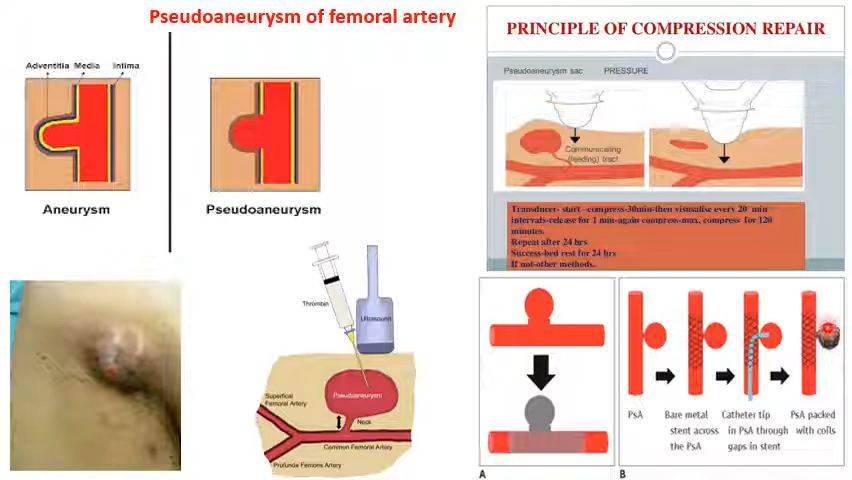 Pseudoaneurysm of femoral artery
Adventitia Media Intima
Aneurysm
Pseudoaneurysm
PRINCIPLE OF COMPRESSION REPAIR
Pseudoaneurysm sac PRESSURE
Communicating
(feeding) tract
Transducer- start -compress-30min-then visualise every 20 min
intervals-release for 1 min-again compress-max. compress for 120
minutes.
Repeat after 24 hrs
Success-bed rest for 24 hrs
If not-other methods.
Thrombin
Ultrasound
Pseudoaneurysm
Superfical
Femoral Artery
Neck
Common Femoral Artery
Profunde Femoris Artery
A
PsA
Bare metal
stent across
the PsA
Catheter tip
in PsA through
gaps in stent
PsA packed
with coils
B